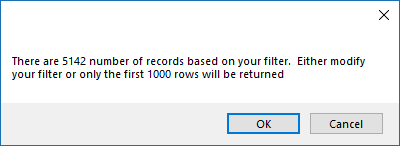 There are 5142 number of records based on your filter.  Either modify
your filter or only the first 1000 rows will be returned
OK
Cancel